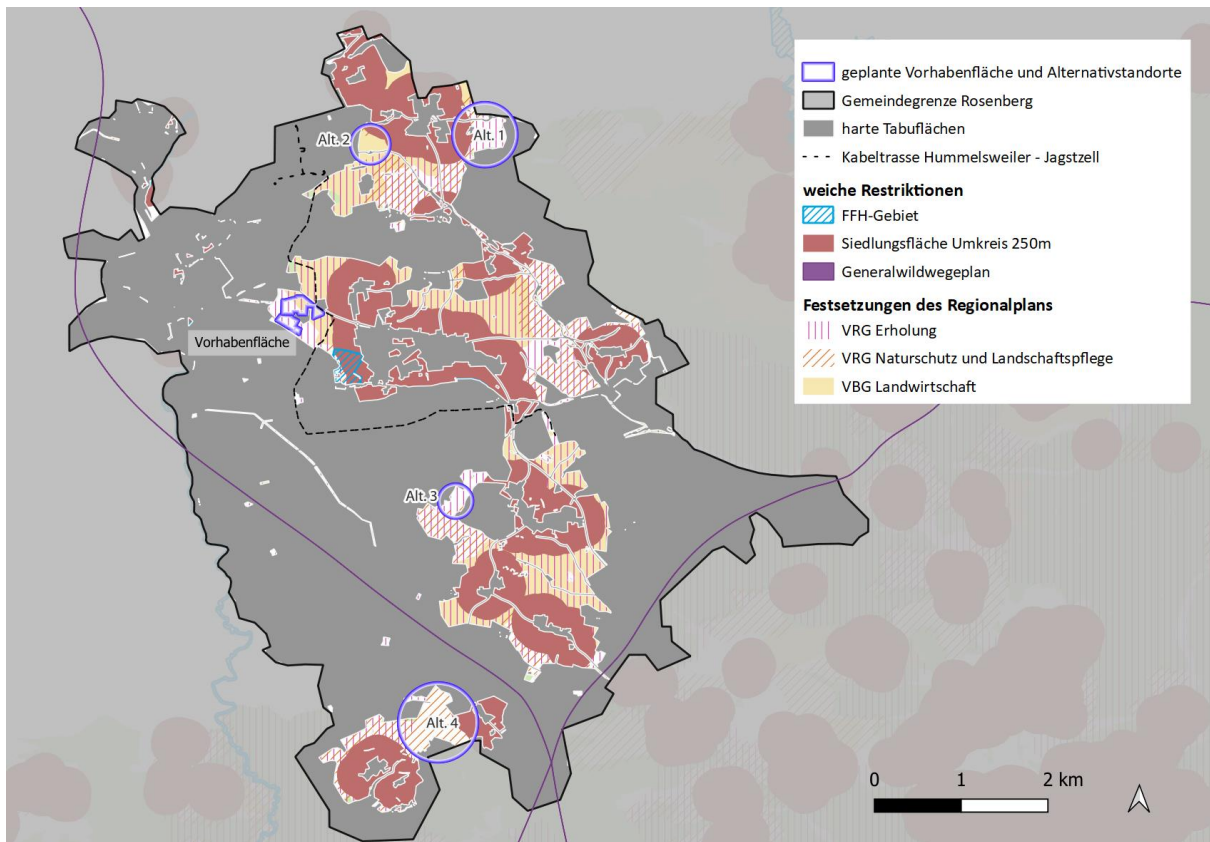 geplante Vorhabenfläche und Alternativstandorte
Gemeindegrenze Rosenberg
harte Tabuflächen
Kabeltrasse Hummelsweiler - Jagstzell
weiche Restriktionen
FFH-Gebiet
Siedlungsfläche Umkreis 250m
Generalwildwegeplan
Festsetzungen des Regionalplans
VRG Erholung
VRG Naturschutz und Landschaftspflege
VBG Landwirtschaft
Alt. 1
Alt. 2
Vorhabenfläche
Alt. 3
Alt. 4
0 1 2 km